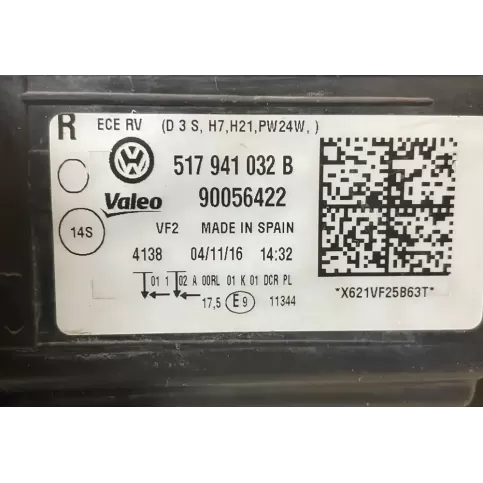 R ECE RV (D 3 S, H7,H21,PW24W, )
517 941 032 B
Valeo 90056422
14S VF2 MADE IN SPAIN
4138 04/11/16 14:32
01 1 02 A 00RL 01 K 01 DCR PL
17,5 E9 11344
*X621VF25B63T*